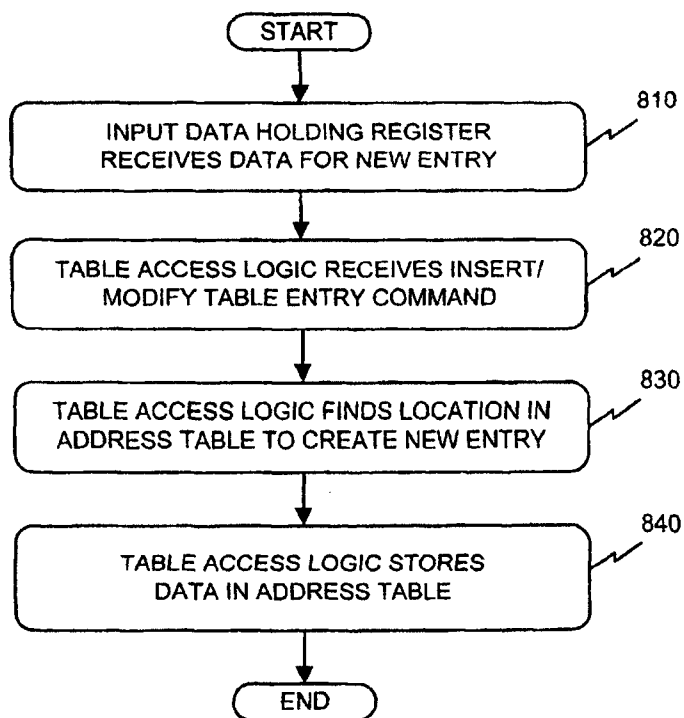 START
810
INPUT DATA HOLDING REGISTER
RECEIVES DATA FOR NEW ENTRY
820
TABLE ACCESS LOGIC RECEIVES INSERT/
MODIFY TABLE ENTRY COMMAND
830
TABLE ACCESS LOGIC FINDS LOCATION IN
ADDRESS TABLE TO CREATE NEW ENTRY
840
TABLE ACCESS LOGIC STORES
DATA IN ADDRESS TABLE
END